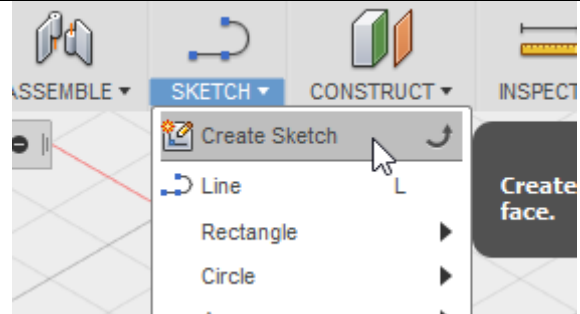 ASSEMBLE SKETCH CONSTRUCT INSPECT
Create Sketch
Line L
Create
face.
Rectangle
Circle